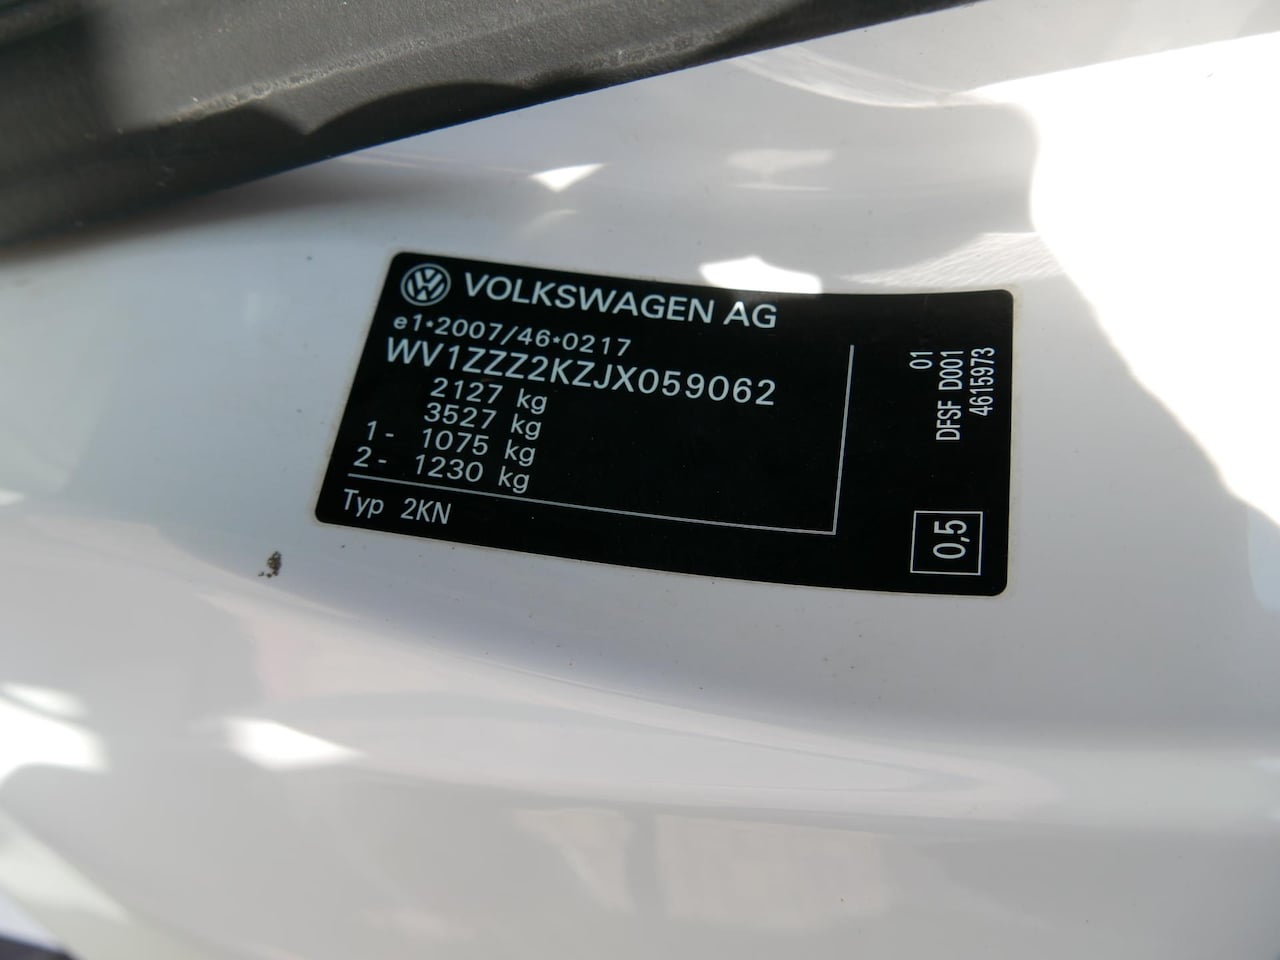 VOLKSWAGEN AG
e1*2007/46*0217
WV1ZZZ2KZJX059062
2127 kg
3527 kg
1- 1075 kg
2- 1230 kg
Typ 2KN
01
DFSF D001
4615973
0,5